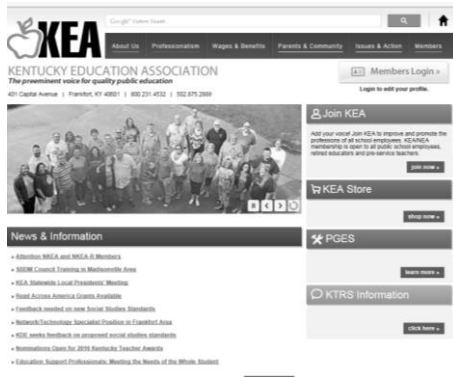 KEA
Google
About Us Professionalism Wages & Benefits Parents & Community Issues & Action Members
KENTUCKY EDUCATION ASSOCIATION
The preeminent voice for quality public education
401 Capital Avenue | Frankfort, KY 40601 | 800.231.4532 | 502.875.2889
Members Login »
Login to edit your profile.
Join KEA
Add your voice! Join KEA to improve and promote the
professions of all school employees. KEA/NEA
membership is open to all public school employees,
retired educators and pre-service teachers.
join now »
KEA Store
shop now »
PGES
learn more »
KTRS Information
click here »
News & Information
» Attention NKEA and NKEA-R Members
» SBDM Council Training in Madisonville Area
» KEA Statewide Local Presidents' Meeting
» Read Across America Grants Available
» Feedback needed on new Social Studies Standards
» Network/Technology Specialist Position in Frankfort Area
» KDE seeks feedback on proposed social studies standards
» Nominations Open for 2016 Kentucky Teacher Awards
» Education Support Professionals: Meeting the Needs of the Whole Student